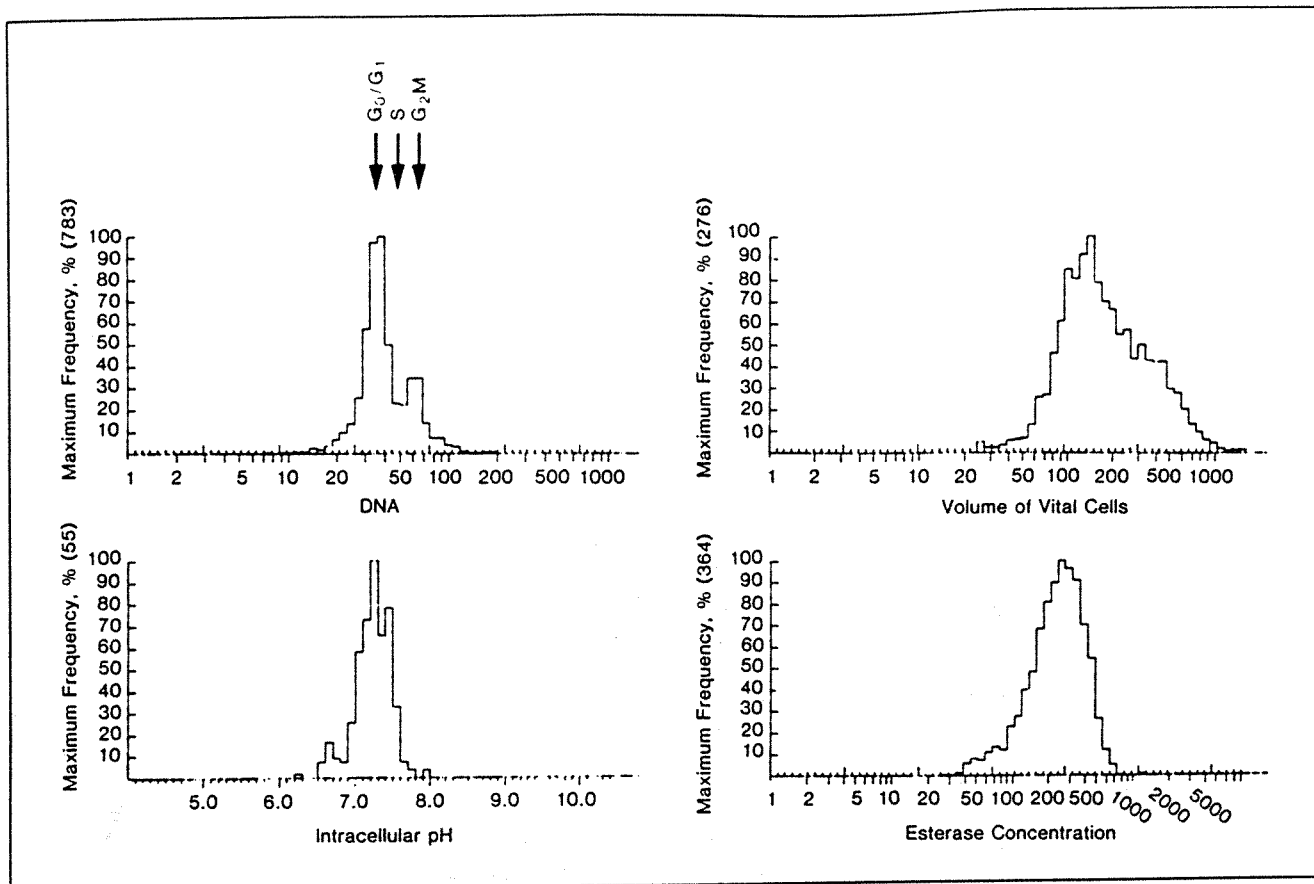 G₀/G₁
S
G₂M
Maximum Frequency, % (783)
100
90
80
70
60
50
40
30
20
10
1 2 5 10 20 50 100 200 500 1000
DNA
Maximum Frequency, % (276)
100
90
80
70
60
50
40
30
20
10
1 2 5 10 20 50 100 200 500 1000
Volume of Vital Cells
Maximum Frequency, % (55)
100
90
80
70
60
50
40
30
20
10
5.0 6.0 7.0 8.0 9.0 10.0
Intracellular pH
Maximum Frequency, % (364)
100
90
80
70
60
50
40
30
20
10
1 2 5 10 20 50 100 200 500 1000 2000 5000
Esterase Concentration